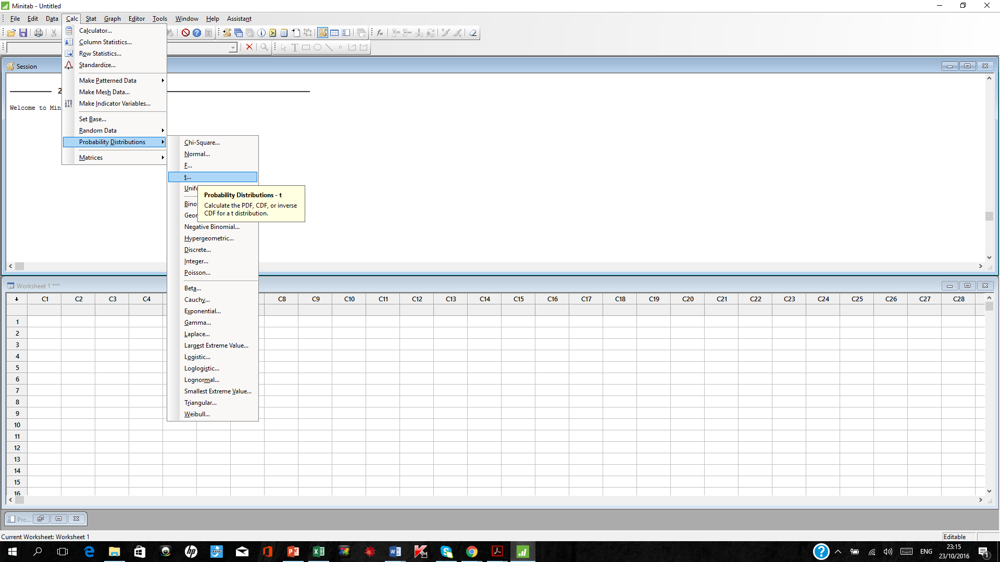 Minitab - Untitled
File Edit Data Calc Stat Graph Editor Tools Window Help Assistant
Calculator...
Column Statistics...
Row Statistics...
Standardize...
Make Patterned Data
Make Mesh Data...
Make Indicator Variables...
Set Base...
Random Data
Probability Distributions
Matrices
Session
2
Welcome to Min
Chi-Square...
Normal...
F...
t...
Unifo
Probability Distributions - t
Calculate the PDF, CDF, or inverse
CDF for a t distribution.
Bino
Geor
Negative Binomial...
Hypergeometric...
Discrete...
Integer...
Poisson...
Beta...
Cauchy...
Exponential...
Gamma...
Laplace...
Largest Extreme Value...
Logistic...
Loglogistic...
Lognormal...
Smallest Extreme Value...
Triangular...
Weibull...
Worksheet 1 ***
C1 C2 C3 C4 C8 C9 C10 C11 C12 C13 C14 C15 C16 C17 C18 C19 C20 C21 C22 C23 C24 C25 C26 C27 C28
1
2
3
4
5
6
7
8
9
10
11
12
13
14
15
16
Pro...
Current Worksheet: Worksheet 1
Editable
ENG
23:15
23/10/2016
1